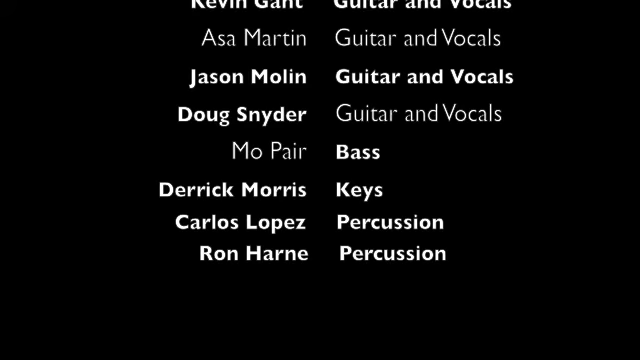 Kevin Gant Guitar and Vocals
Asa Martin Guitar and Vocals
Jason Molin Guitar and Vocals
Doug Snyder Guitar and Vocals
Mo Pair Bass
Derrick Morris Keys
Carlos Lopez Percussion
Ron Harne Percussion